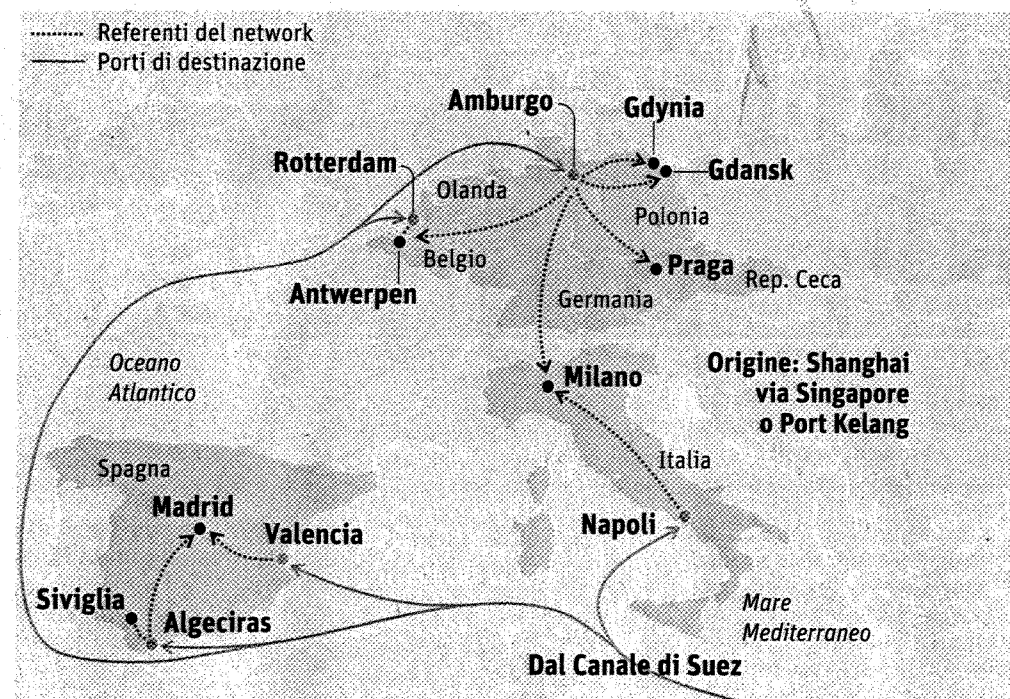 Referenti del network
Porti di destinazione
Amburgo
Gdynia
Rotterdam
Gdansk
Olanda
Polonia
Belgio
Praga
Rep. Ceca
Antwerpen
Germania
Oceano
Atlantico
Milano
Origine: Shanghai
via Singapore
o Port Kelang
Spagna
Italia
Madrid
Valencia
Napoli
Siviglia
Algeciras
Mare
Mediterraneo
Dal Canale di Suez